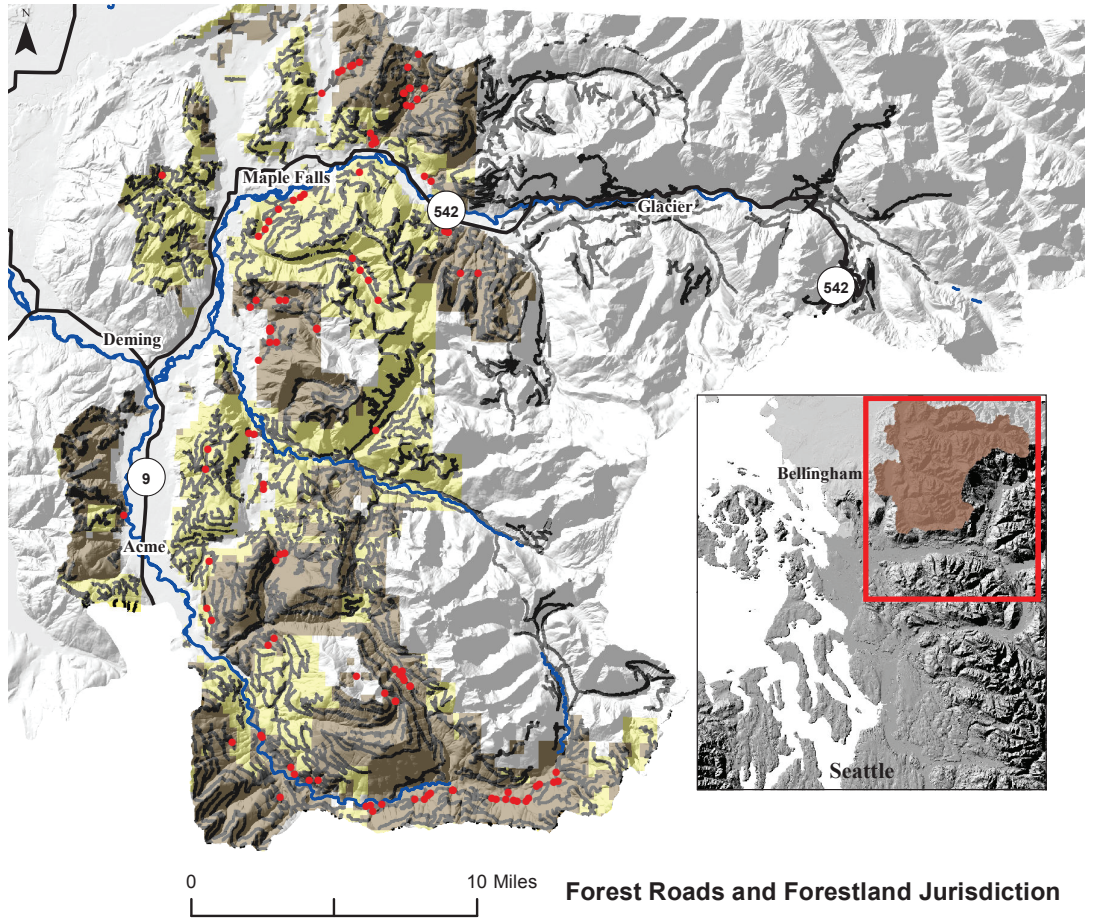 N
Maple Falls
542
Glacier
542
Deming
9
Acme
Bellingham
Seattle
0
10 Miles
Forest Roads and Forestland Jurisdiction